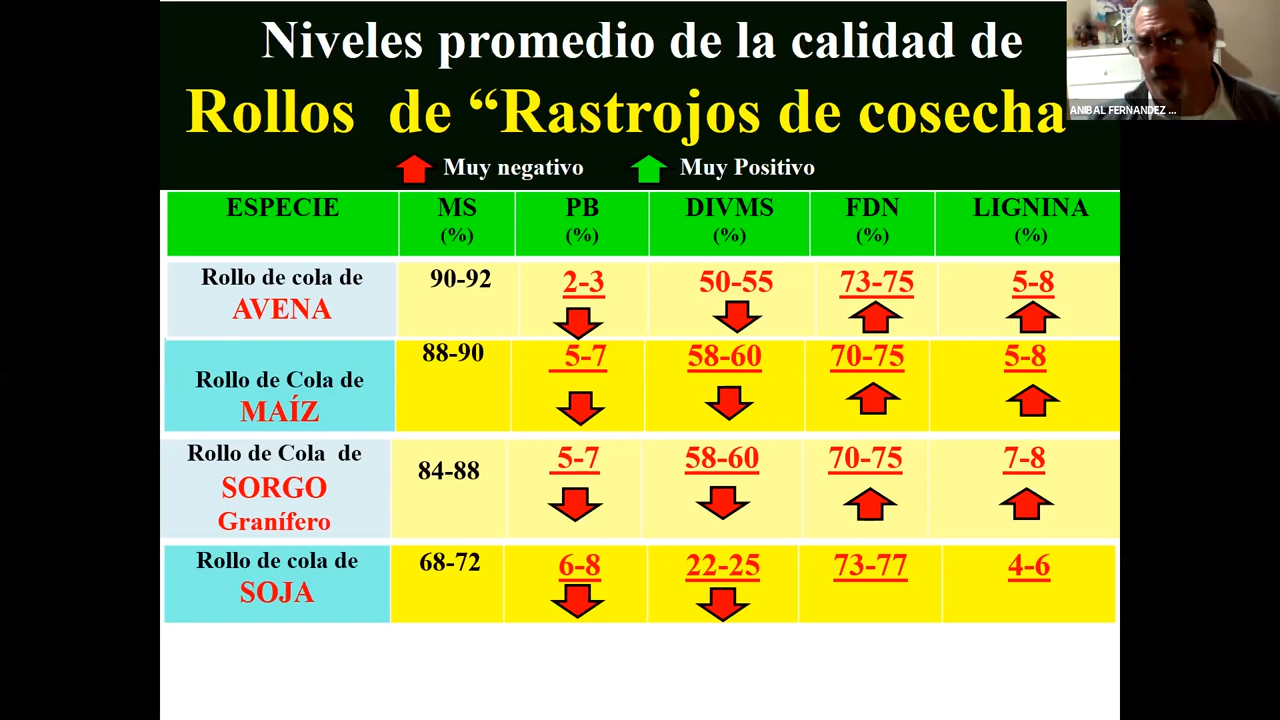 Niveles promedio de la calidad de
Rollos de “Rastrojos de cosecha
ANIBAL FERNANDEZ ...
Muy negativo Muy Positivo
ESPECIE MS (%) PB (%) DIVMS (%) FDN (%) LIGNINA (%)
Rollo de cola de AVENA 90-92 2-3 50-55 73-75 5-8
Rollo de Cola de MAÍZ 88-90 5-7 58-60 70-75 5-8
Rollo de Cola de SORGO Granífero 84-88 5-7 58-60 70-75 7-8
Rollo de cola de SOJA 68-72 6-8 22-25 73-77 4-6